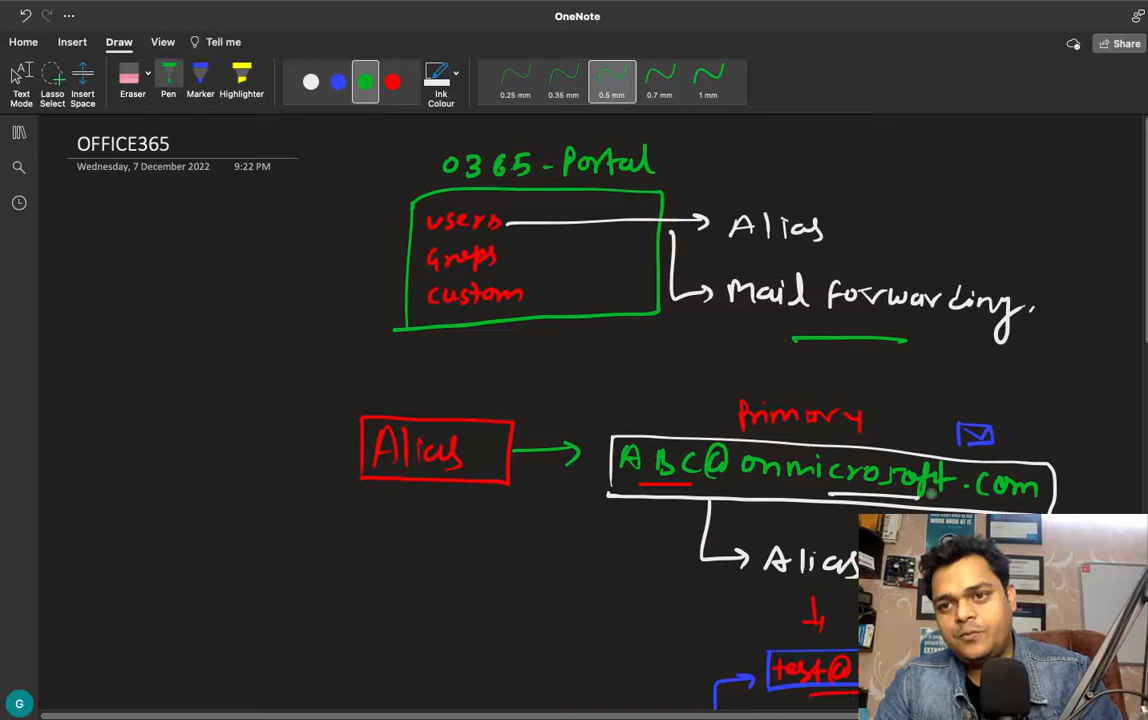 OneNote
Home Insert Draw View Tell me
Share
Text Mode
Lasso Select
Insert Space
Eraser
Pen
Marker
Highlighter
Ink Colour
0.25 mm
0.35 mm
0.5 mm
0.7 mm
1 mm
OFFICE365
Wednesday, 7 December 2022 9:22 PM
O365 - Portal
users
Greps
custom
Alias
Mail forwarding.
Primary
Alias
ABC@onmicrosoft.com
Alias
test@
G